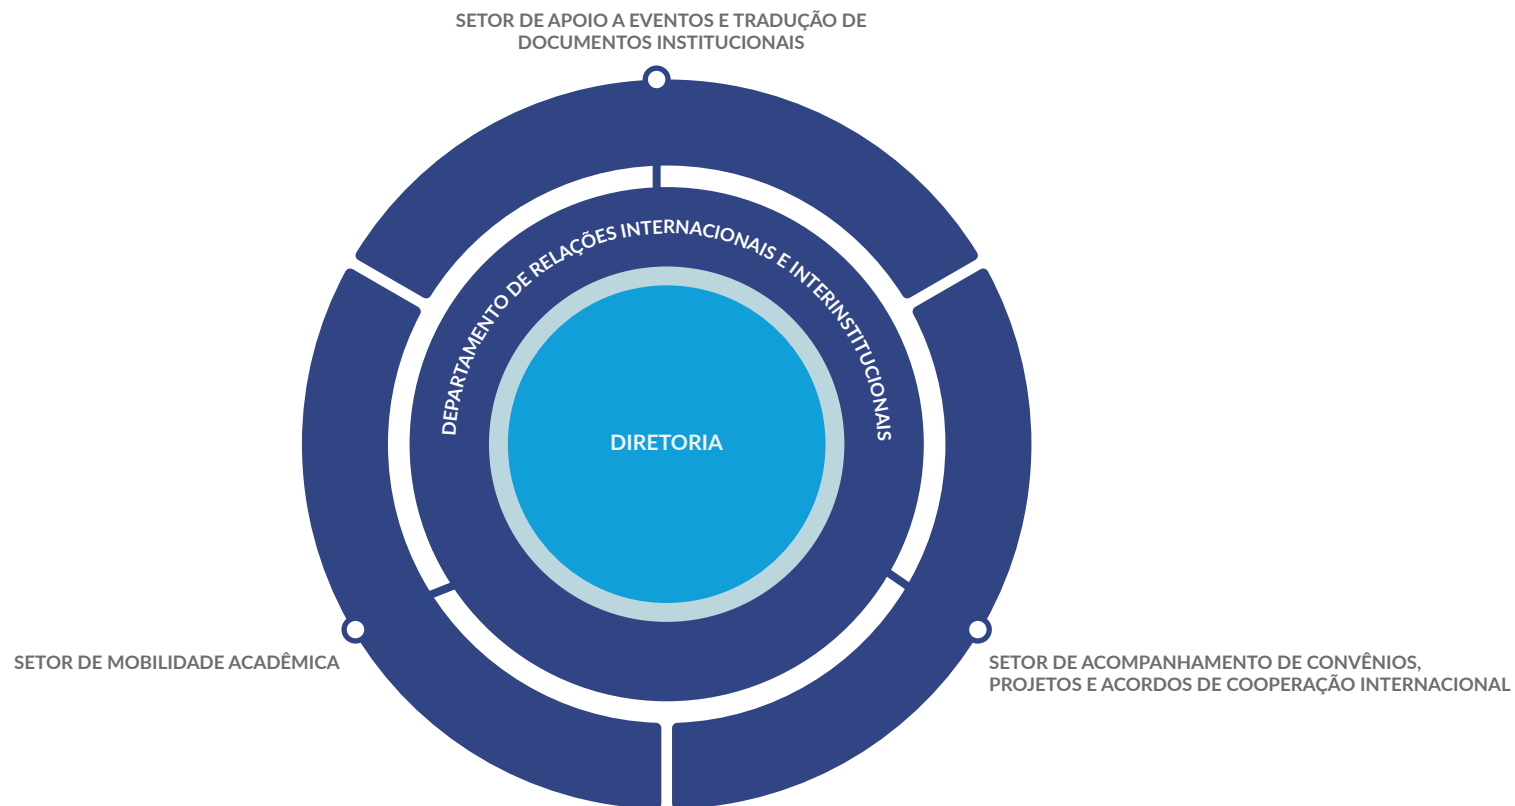 SETOR DE APOIO A EVENTOS E TRADUÇÃO DE
DOCUMENTOS INSTITUCIONAIS
DEPARTAMENTO DE RELAÇÕES INTERNACIONAIS E INTERINSTITUCIONAIS
DIRETORIA
SETOR DE MOBILIDADE ACADÊMICA
SETOR DE ACOMPANHAMENTO DE CONVÊNIOS,
PROJETOS E ACORDOS DE COOPERAÇÃO INTERNACIONAL